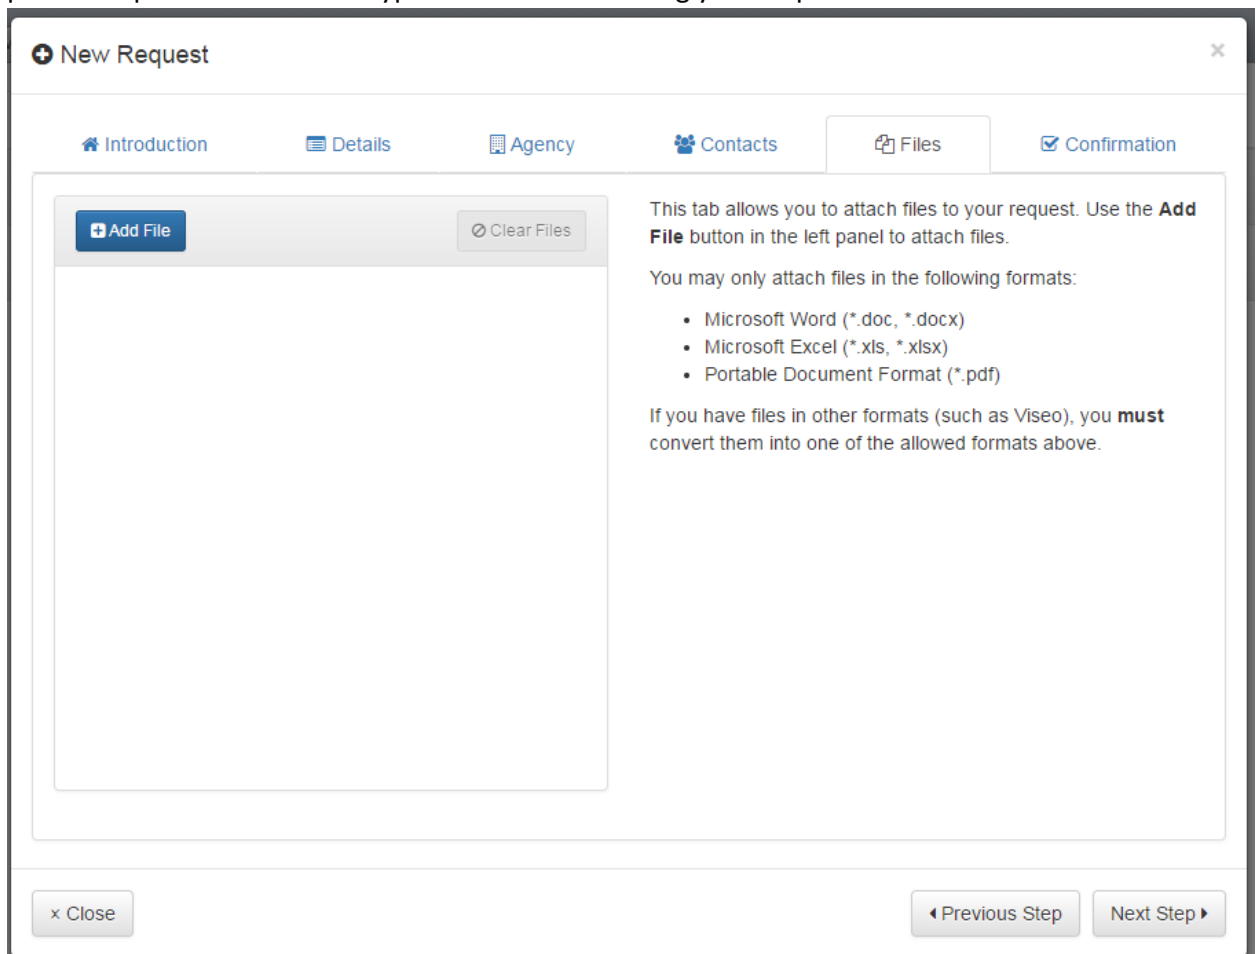 New Request
×
Introduction
Details
Agency
Contacts
Files
Confirmation
Add File
Clear Files
This tab allows you to attach files to your request. Use the Add
File button in the left panel to attach files.
You may only attach files in the following formats:
• Microsoft Word (*.doc, *.docx)
• Microsoft Excel (*.xls, *.xlsx)
• Portable Document Format (*.pdf)
If you have files in other formats (such as Viseo), you must
convert them into one of the allowed formats above.
× Close
Previous Step
Next Step